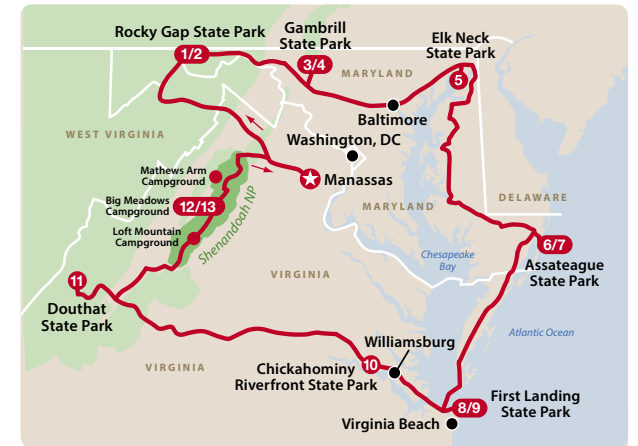 Rocky Gap State Park
1/2
Gambrill
State Park
3/4
Elk Neck
State Park
5
MARYLAND
Baltimore
WEST VIRGINIA
Washington, DC
Manassas
Mathews Arm
Campground
Big Meadows
Campground
12/13
Loft Mountain
Campground
Shenandoah NP
MARYLAND
DELAWARE
6/7
Assateague
State Park
Chesapeake
Bay
VIRGINIA
11
Douthat
State Park
Atlantic Ocean
Williamsburg
VIRGINIA
10
Chickahominy
Riverfront State Park
8/9
First Landing
State Park
Virginia Beach